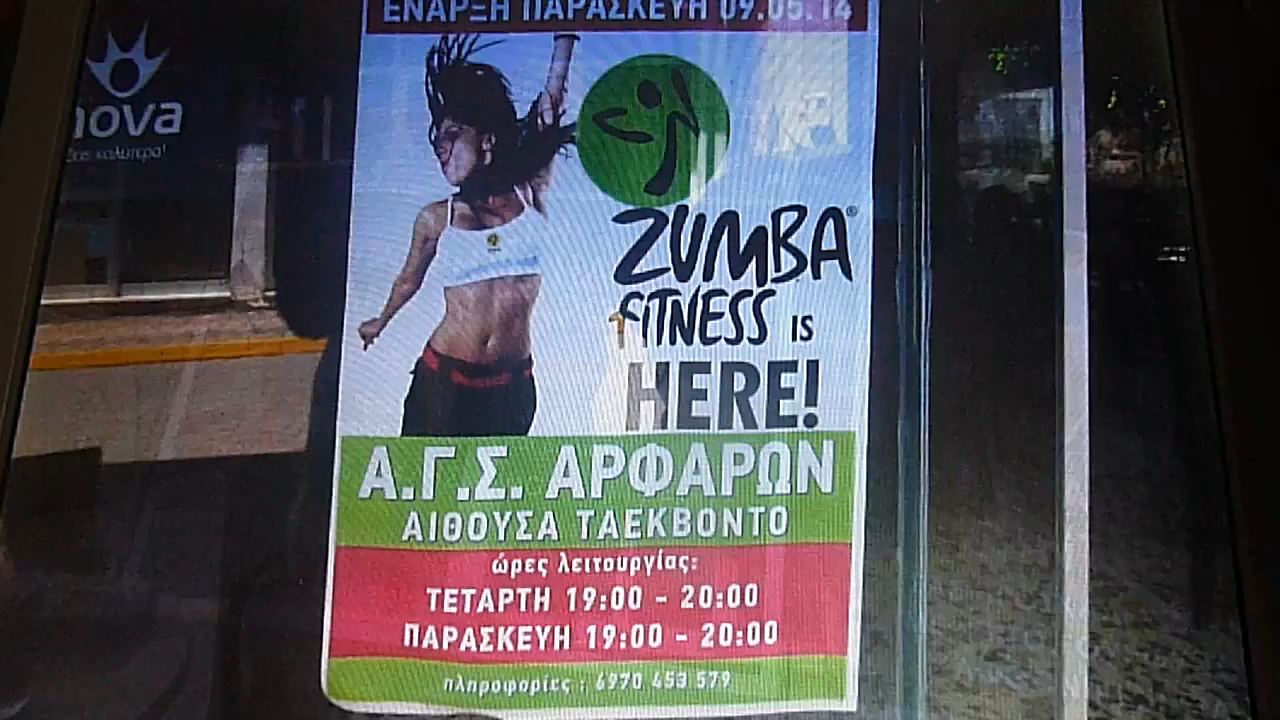 ΕΝΑΡΞΗ ΠΑΡΑΣΚΕΥΗ 09.05.14
nova
καλύτερα!
ZUMBA®
FITNESS IS
HERE!
Α.Γ.Σ. ΑΡΦΑΡΩΝ
ΑΙΘΟΥΣΑ ΤΑΕΚΒΟΝΤΟ
ώρες λειτουργίας:
ΤΕΤΑΡΤΗ 19:00 - 20:00
ΠΑΡΑΣΚΕΥΗ 19:00 - 20:00
πληροφορίες : 6970 453 579